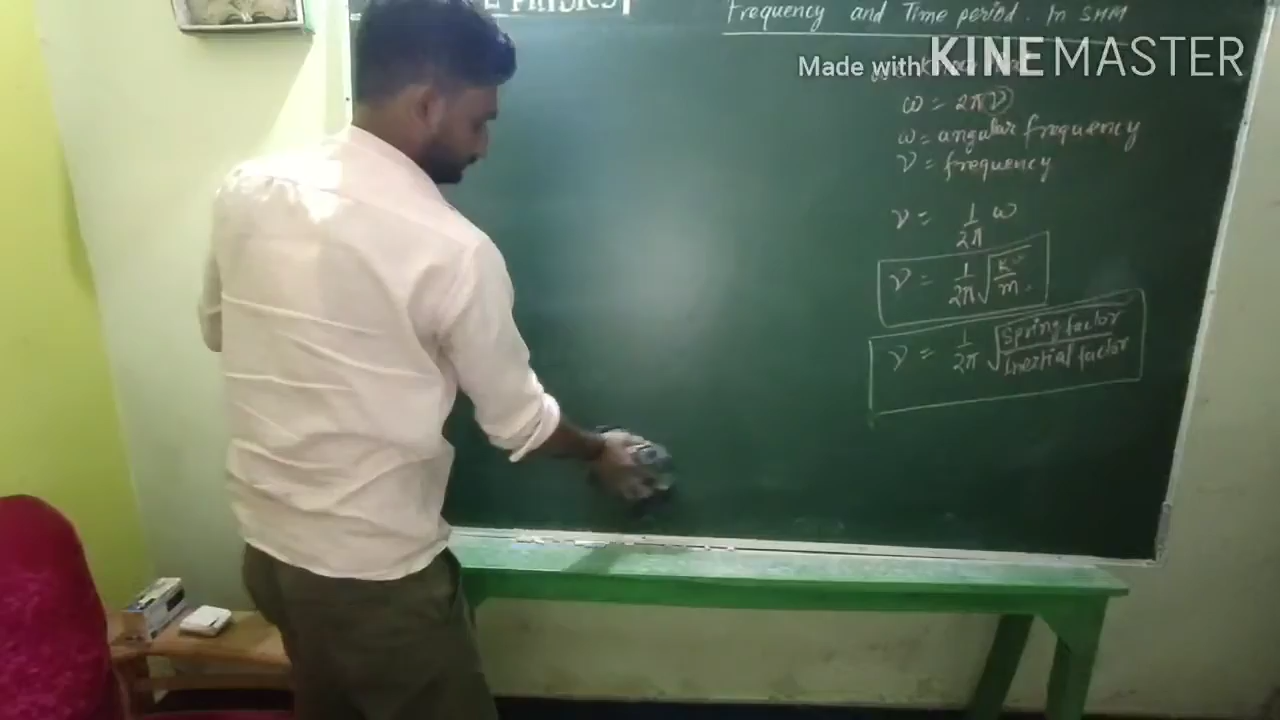 PHYSICS
Frequency and Time period. In SHM
Made with KINEMASTER
ω = 2πν
ω = angular frequency
ν = frequency
ν = 1/2π ω
ν = 1/2π √K/m.
ν = 1/2π √Spring factor/Inertial factor